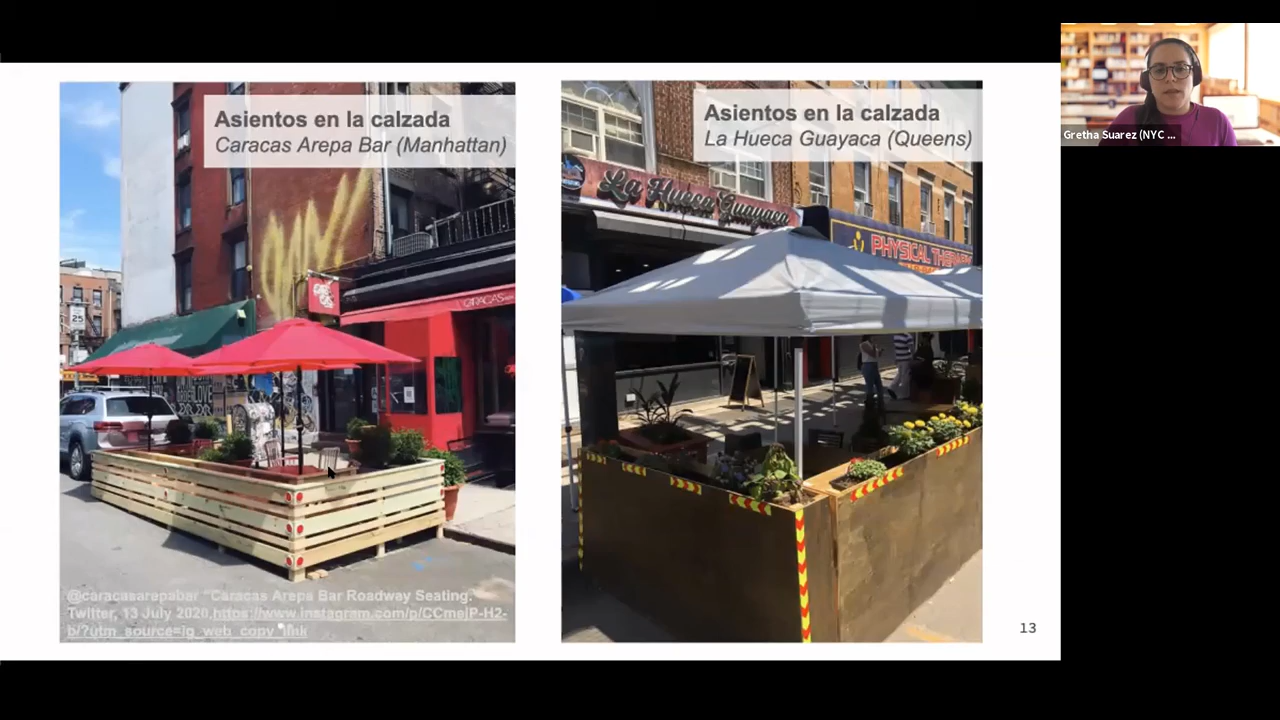 Asientos en la calzada
Caracas Arepa Bar (Manhattan)
25
CARACAS
@caracasarepabar "Caracas Arepa Bar Roadway Seating.
Twitter, 13 July 2020.https://www.instagram.com/p/CCmeJP-H2-
b/?utm_source=ig_web_copy_link
Asientos en la calzada
La Hueca Guayaca (Queens)
La Hueca Guayaca
PHYSICAL THERAPY
13
Gretha Suarez (NYC ...